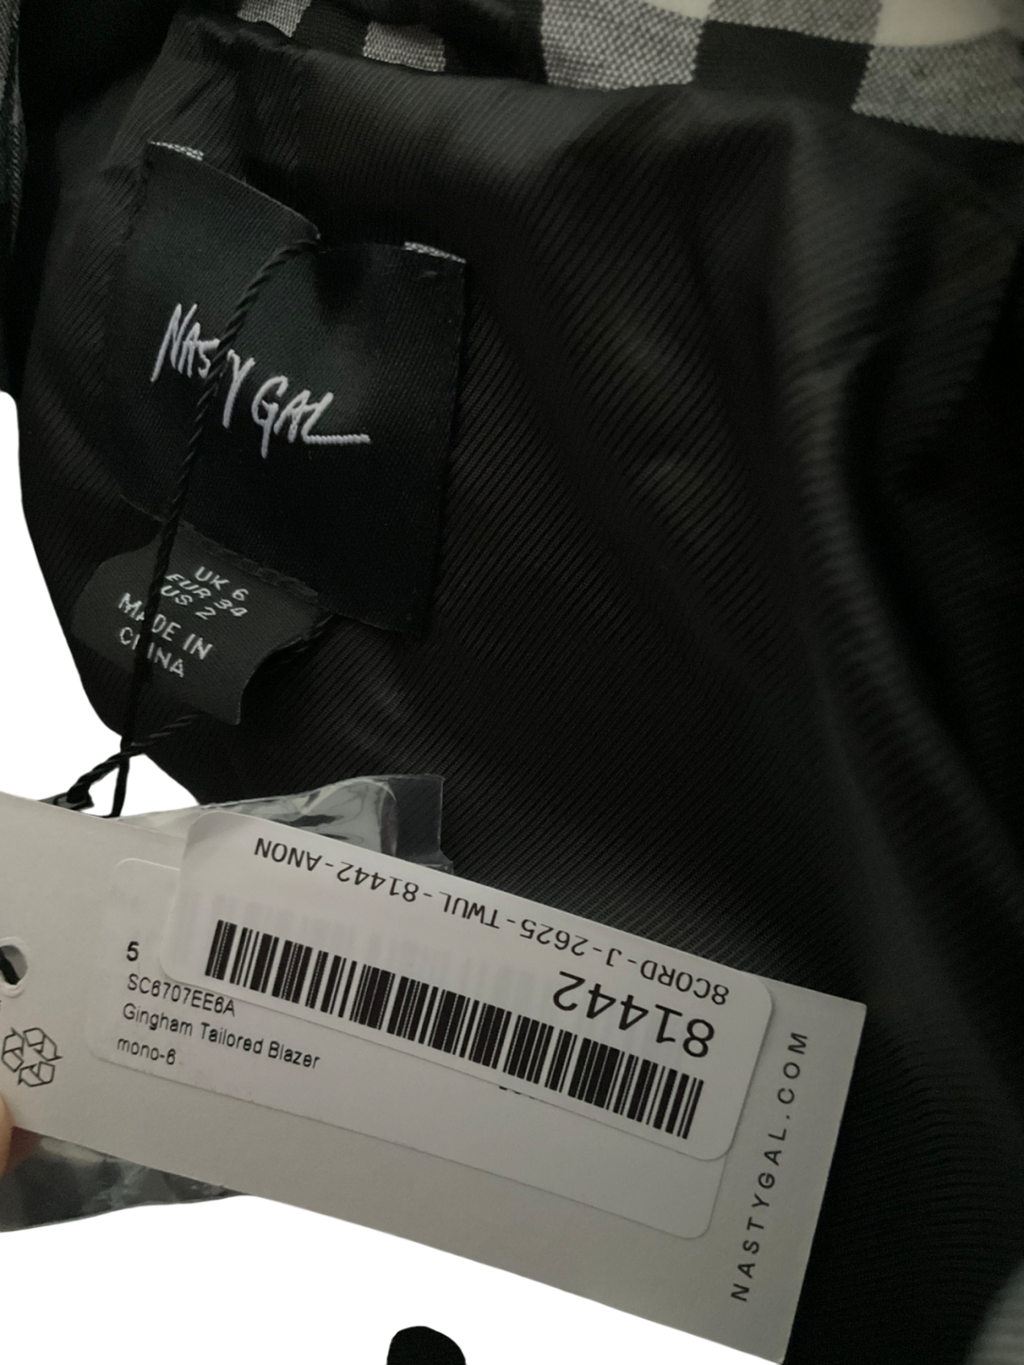 NASTY GAL
UK 6
EUR 34
US 2
MADE IN
CHINA
8CORD-J-2625-TWUL-81442-ANON
81442
5
SC6707EE6A
Gingham Tailored Blazer
mono-6
NASTYGAL.COM